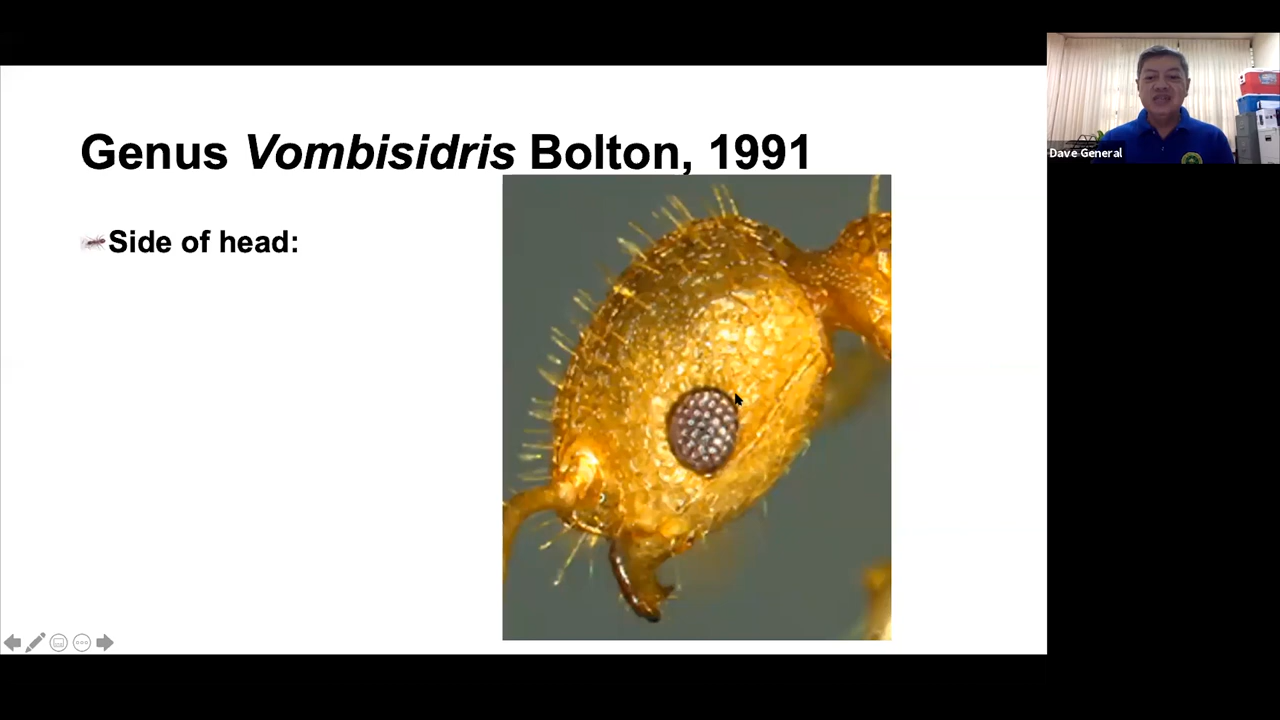 Genus Vombisidris Bolton, 1991
Side of head:
Dave General